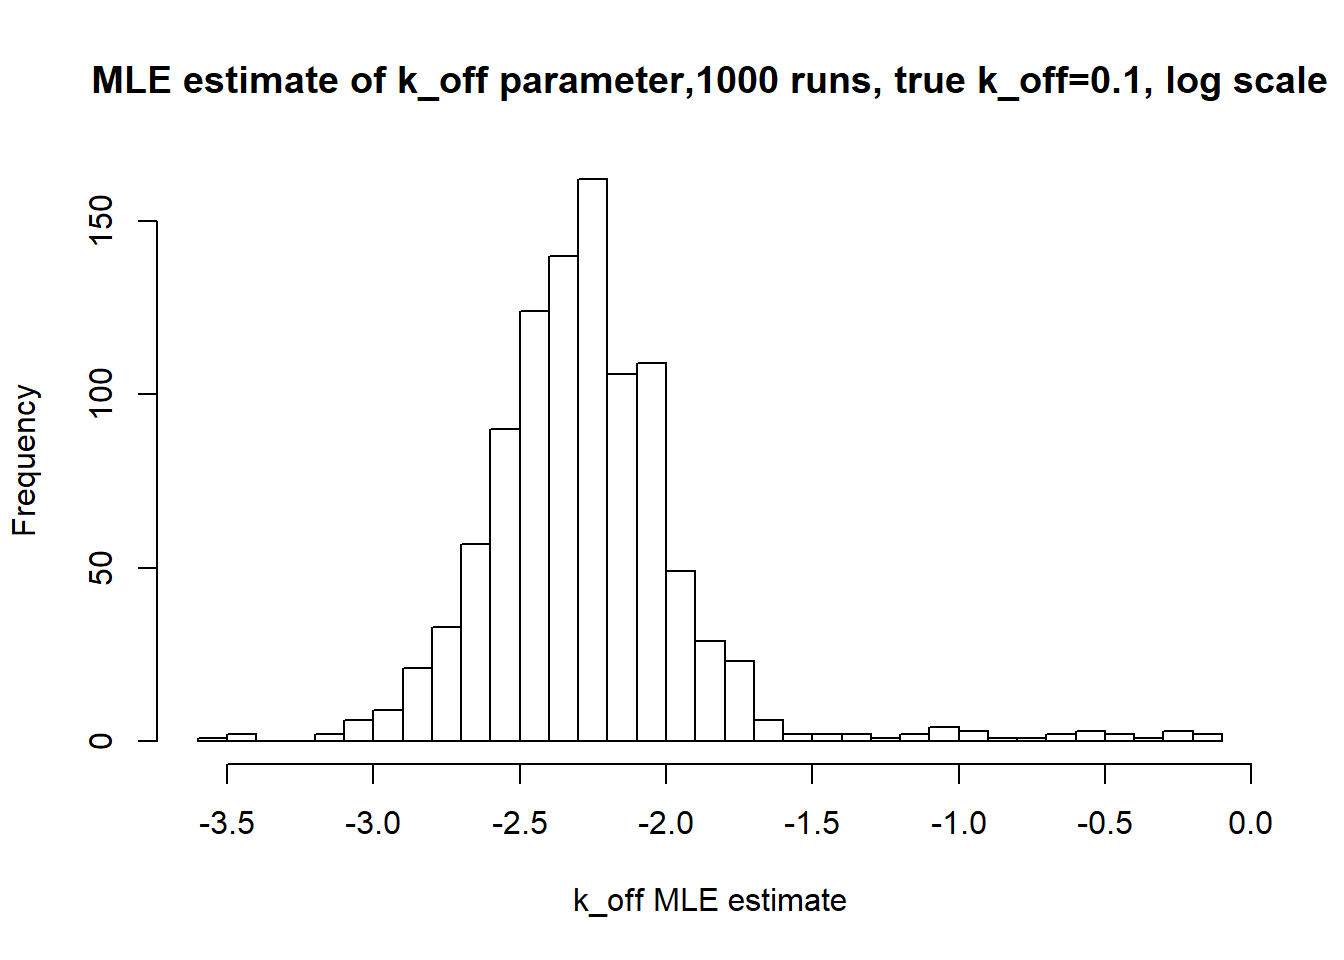 MLE estimate of k_off parameter,1000 runs, true k_off=0.1, log scale
150
100
50
0
Frequency
-3.5 -3.0 -2.5 -2.0 -1.5 -1.0 -0.5 0.0
k_off MLE estimate